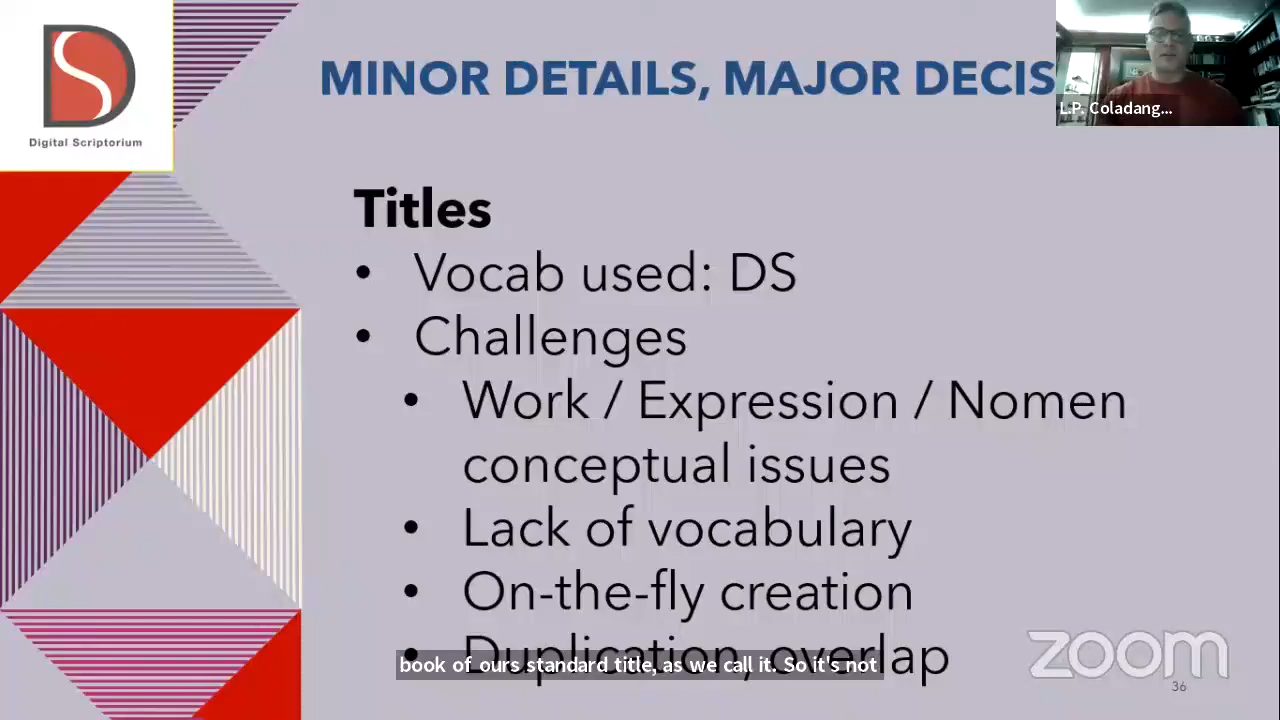 Digital Scriptorium
MINOR DETAILS, MAJOR DECIS
L.P. Coladang...
Titles
• Vocab used: DS
• Challenges
• Work / Expression / Nomen
conceptual issues
• Lack of vocabulary
• On-the-fly creation
• Duplication, overlap
book of ours standard title, as we call it. So it's not
zoom
36